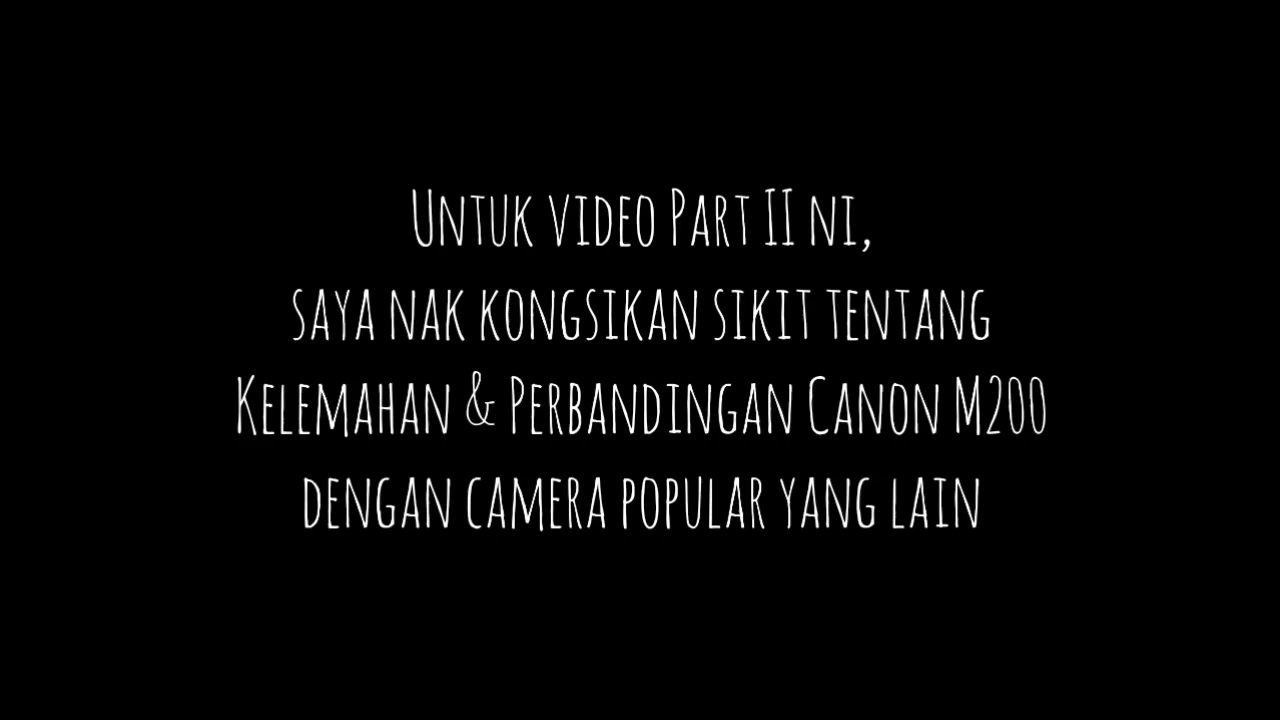 Untuk video Part II ni,
saya nak kongsikan sikit tentang
Kelemahan & Perbandingan Canon M200
dengan camera popular yang lain